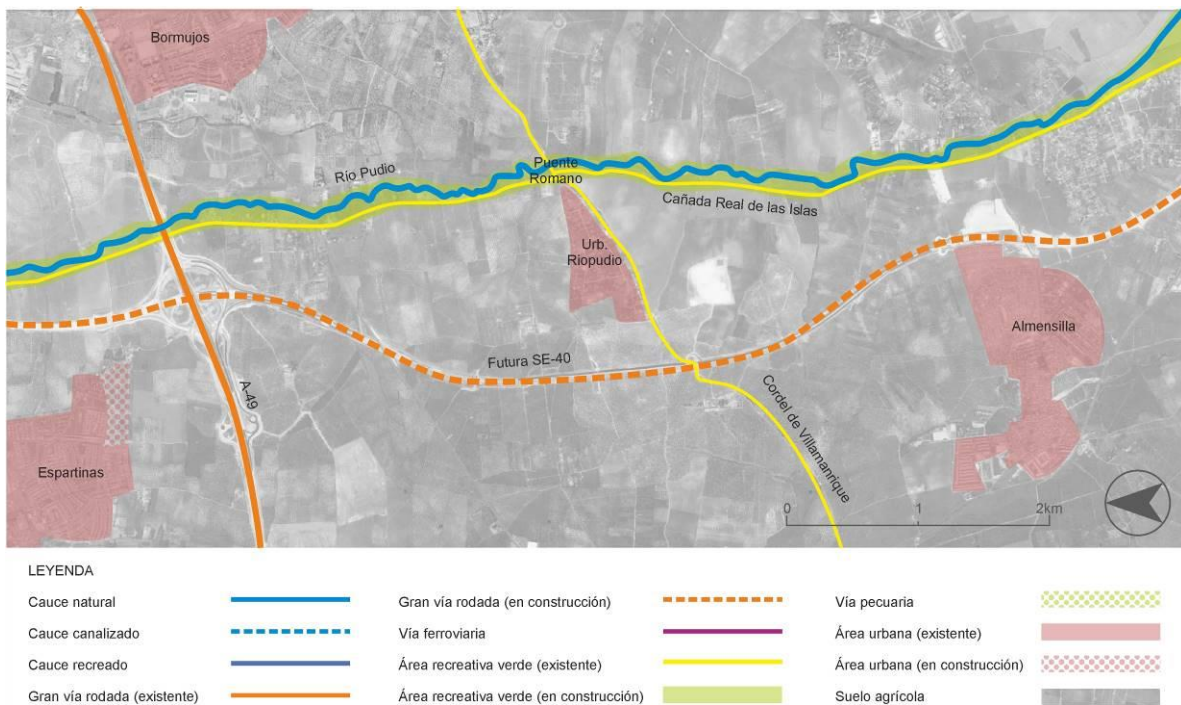 Bormujos
Río Pudio
Puente
Romano
Cañada Real de las Islas
Urb.
Riopudio
Almensilla
Futura SE-40
A-49
Cordel de Villamanrique
Espartinas
0 1 2km
LEYENDA
Cauce natural
Cauce canalizado
Cauce recreado
Gran vía rodada (existente)
Gran vía rodada (en construcción)
Vía ferroviaria
Área recreativa verde (existente)
Área recreativa verde (en construcción)
Vía pecuaria
Área urbana (existente)
Área urbana (en construcción)
Suelo agrícola